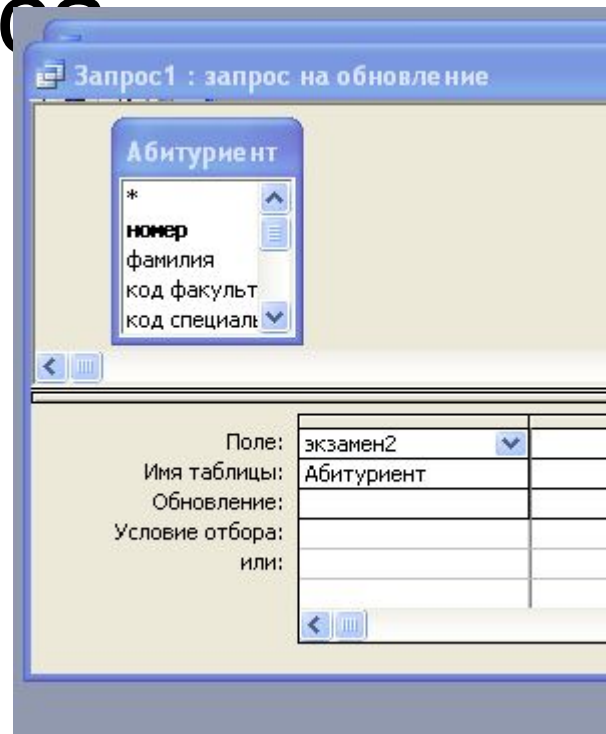 Запрос1 : запрос на обновление
Абитуриент
*
номер
фамилия
код факульт
код специаль
Поле: экзамен2
Имя таблицы: Абитуриент
Обновление:
Условие отбора:
или: